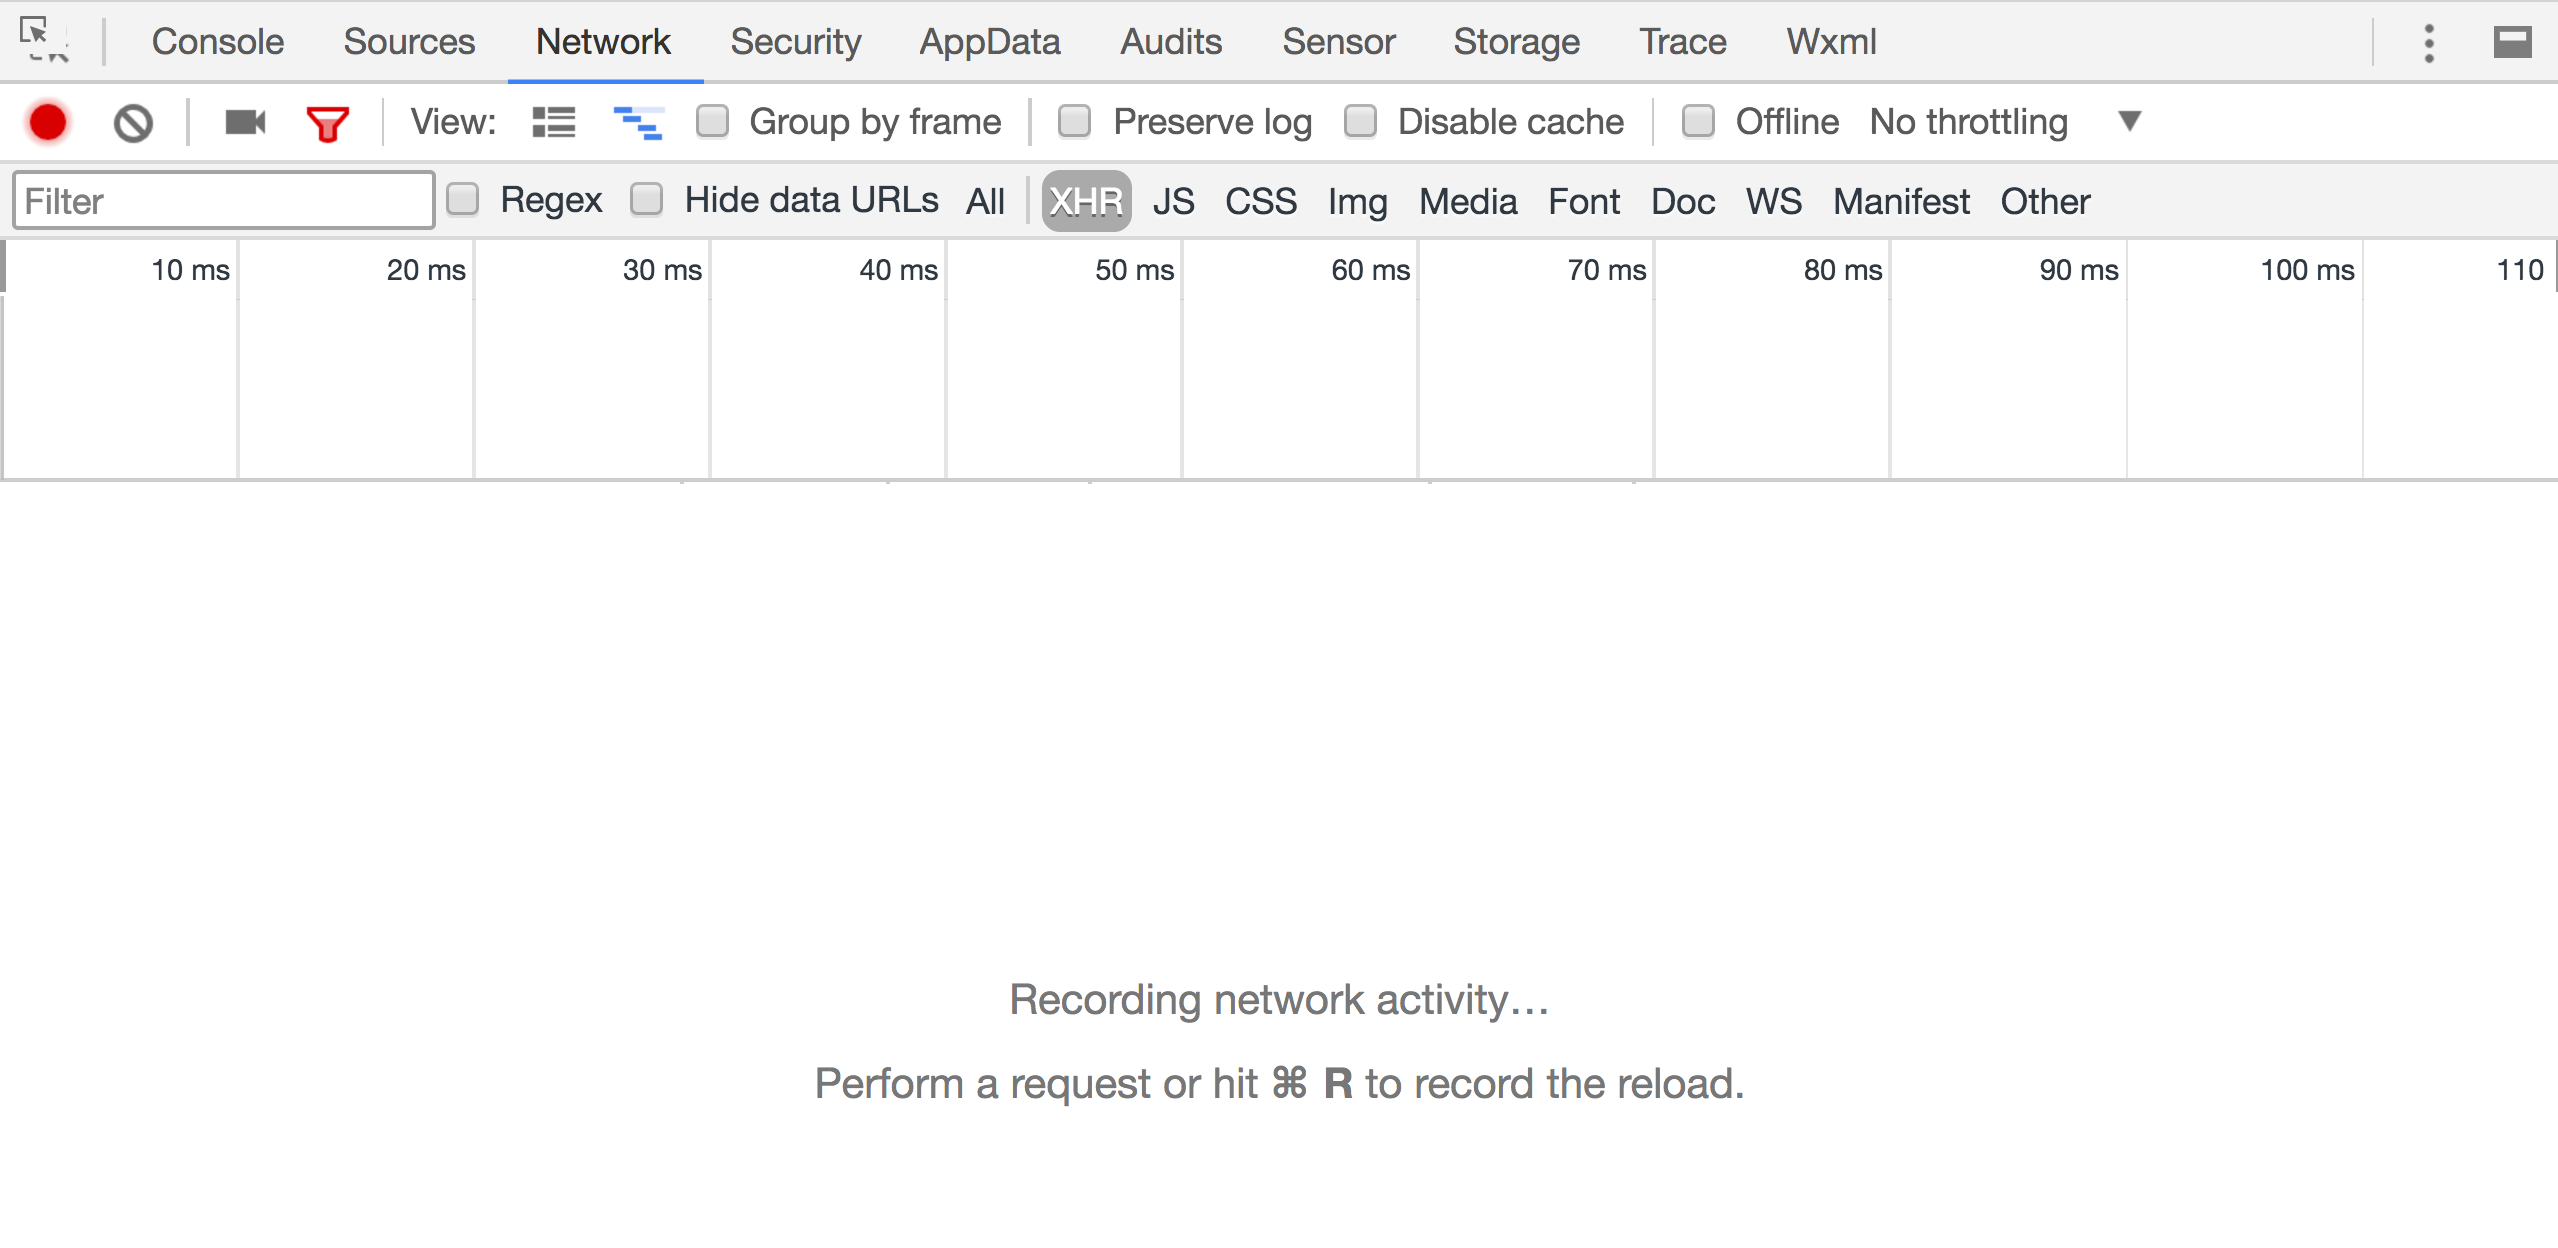 Console Sources Network Security AppData Audits Sensor Storage Trace Wxml
View: Group by frame Preserve log Disable cache Offline No throttling ▼
Filter Regex Hide data URLs All XHR JS CSS Img Media Font Doc WS Manifest Other
10 ms 20 ms 30 ms 40 ms 50 ms 60 ms 70 ms 80 ms 90 ms 100 ms 110
Recording network activity…
Perform a request or hit ⌘ R to record the reload.